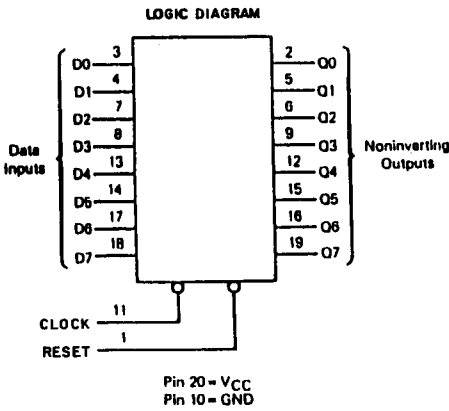 LOGIC DIAGRAM
D0 3 2 Q0
D1 4 5 Q1
D2 7 6 Q2
D3 8 9 Q3
D4 13 12 Q4
D5 14 15 Q5
D6 17 16 Q6
D7 18 19 Q7
Data
Inputs
Noninverting
Outputs
CLOCK 11
RESET 1
Pin 20 = VCC
Pin 10 = GND